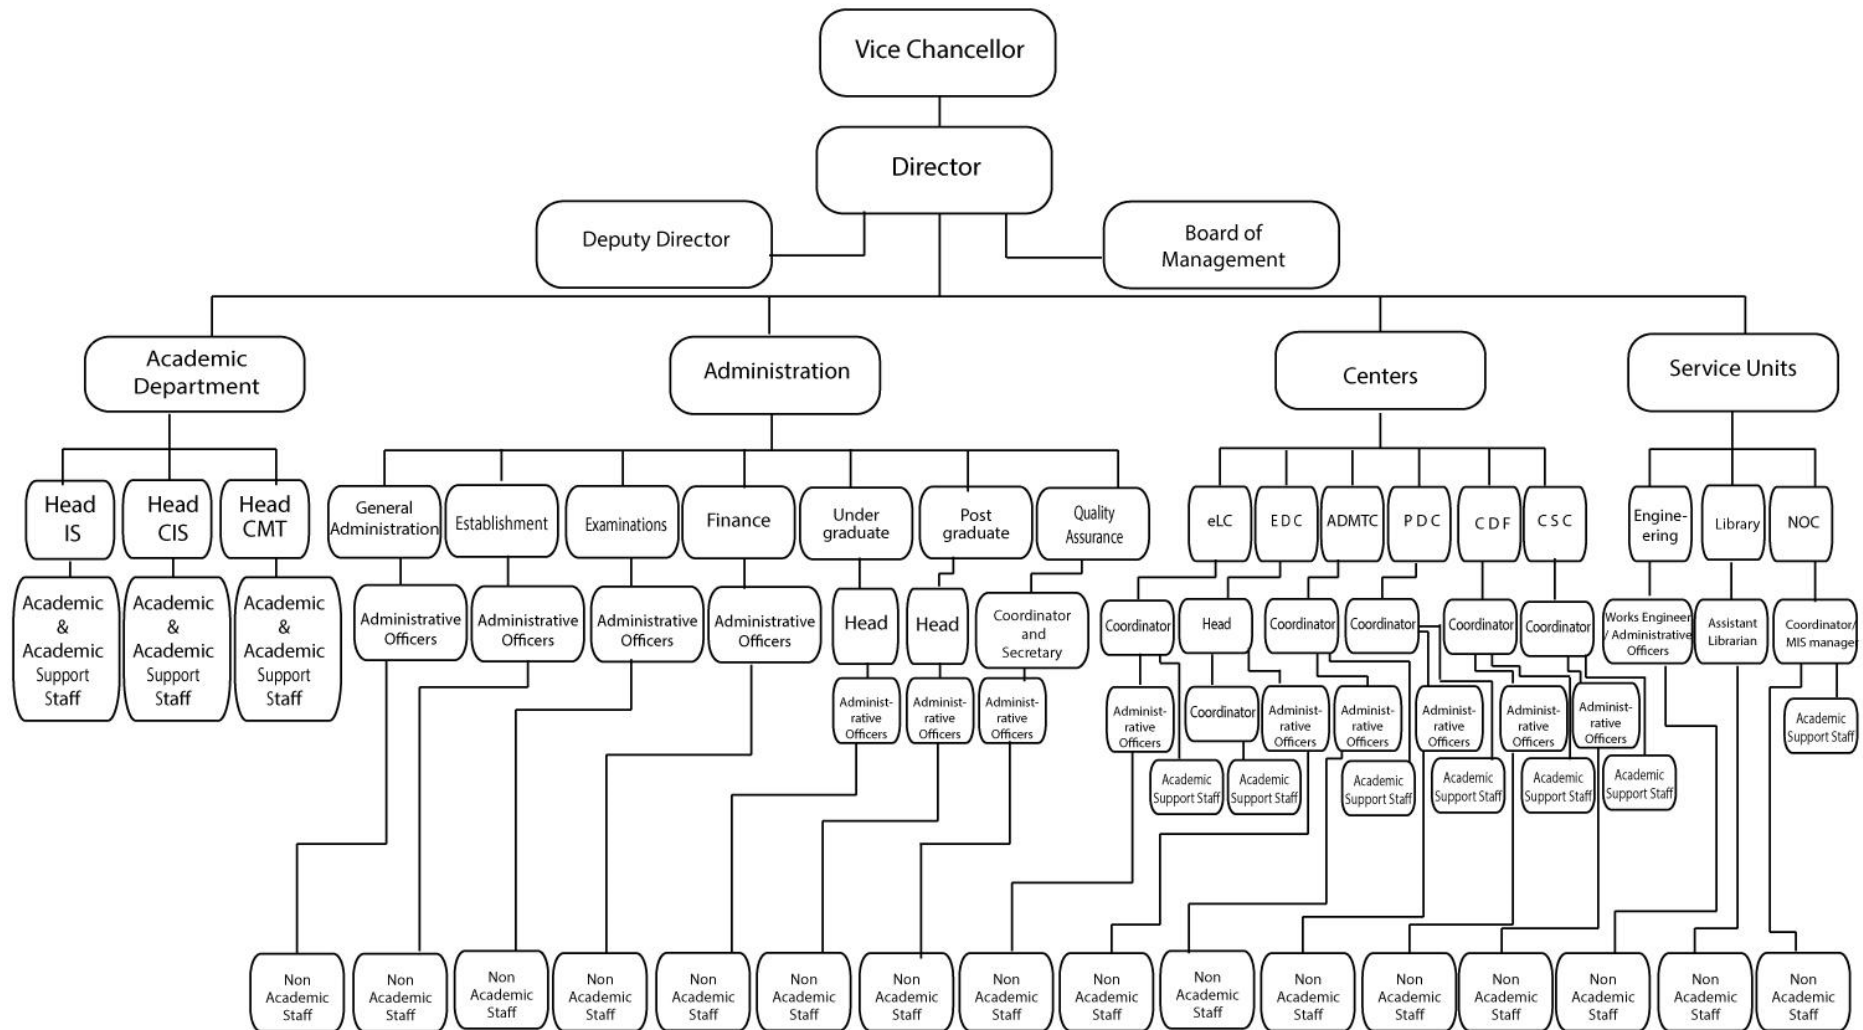 Vice Chancellor
Director
Deputy Director
Board of
Management
Academic
Department
Administration
Centers
Service Units
Head
IS
Head
CIS
Head
CMT
General
Administration
Establishment
Examinations
Finance
Under
graduate
Post
graduate
Quality
Assurance
eLC
E D C
ADMTC
P D C
C D F
C S C
Engine-
ering
Library
NOC
Academic
&
Academic
Support
Staff
Academic
&
Academic
Support
Staff
Academic
&
Academic
Support
Staff
Administrative
Officers
Administrative
Officers
Administrative
Officers
Administrative
Officers
Head
Head
Coordinator
and
Secretary
Coordinator
Head
Coordinator
Coordinator
Coordinator
Coordinator
Works Engineer
/ Administrative
Officers
Assistant
Librarian
Coordinator/
MIS manager
Administ-
rative
Officers
Administ-
rative
Officers
Administ-
rative
Officers
Administ-
rative
Officers
Coordinator
Administ-
rative
Officers
Administ-
rative
Officers
Administ-
rative
Officers
Administ-
rative
Officers
Administ-
rative
Officers
Academic
Support Staff
Academic
Support Staff
Academic
Support Staff
Academic
Support Staff
Academic
Support Staff
Academic
Support Staff
Academic
Support Staff
Non
Academic
Staff
Non
Academic
Staff
Non
Academic
Staff
Non
Academic
Staff
Non
Academic
Staff
Non
Academic
Staff
Non
Academic
Staff
Non
Academic
Staff
Non
Academic
Staff
Non
Academic
Staff
Non
Academic
Staff
Non
Academic
Staff
Non
Academic
Staff
Non
Academic
Staff
Non
Academic
Staff
Non
Academic
Staff